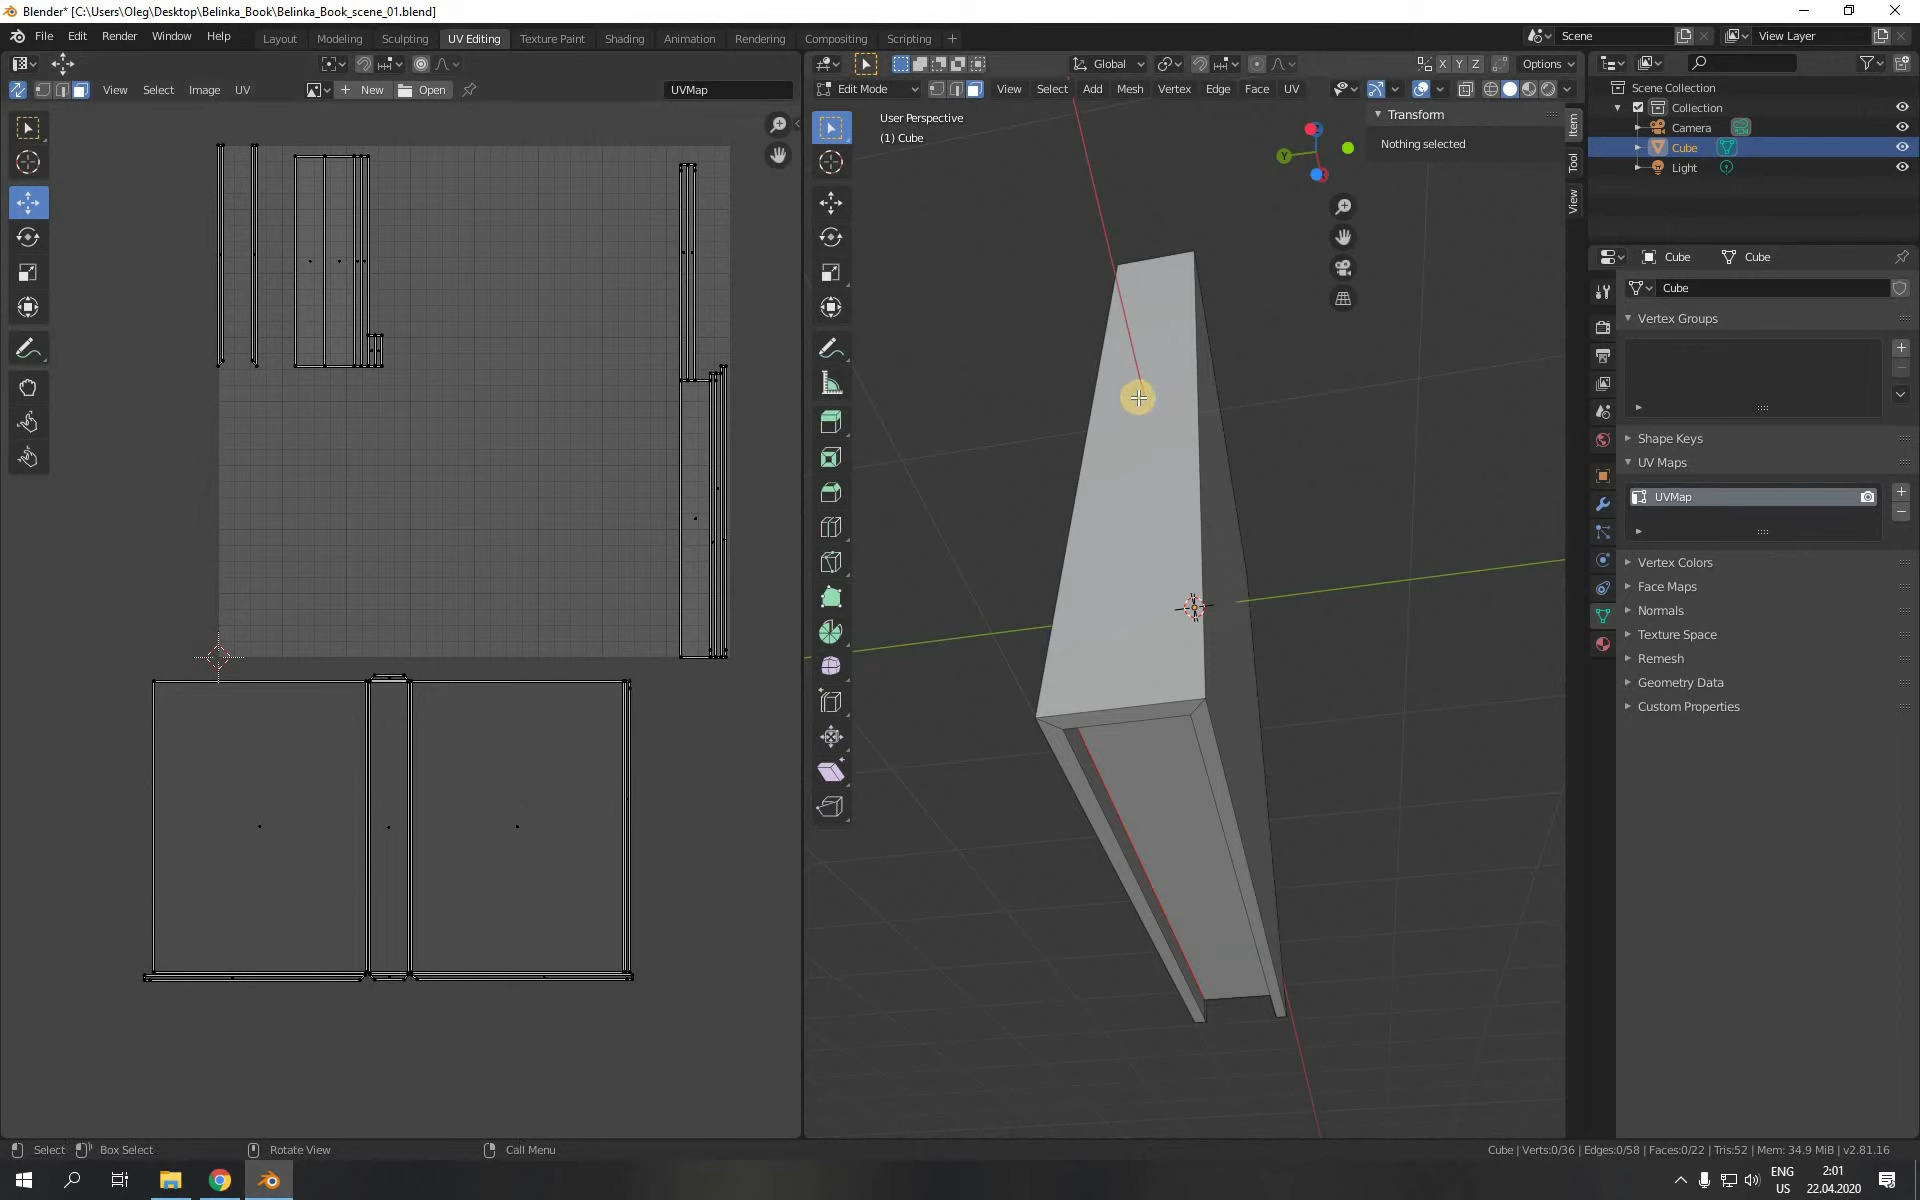 Blender* [C:\Users\Oleg\Desktop\Belinka_Book\Belinka_Book_scene_01.blend]
File Edit Render Window Help
Layout Modeling Sculpting UV Editing Texture Paint Shading Animation Rendering Compositing Scripting
Scene
View Layer
Global
X Y Z
Options
View Select Image UV
New
Open
UVMap
Edit Mode
View Select Add Mesh Vertex Edge Face UV
User Perspective
(1) Cube
Y
Transform
Nothing selected
Item
Tool
View
Scene Collection
Collection
Camera
Cube
Light
Cube
Cube
Cube
Vertex Groups
Shape Keys
UV Maps
UVMap
Vertex Colors
Face Maps
Normals
Texture Space
Remesh
Geometry Data
Custom Properties
Select
Box Select
Rotate View
Call Menu
Cube | Verts:0/36 | Edges:0/58 | Faces:0/22 | Tris:52 | Mem: 34.9 MiB | v2.81.16
ENG
US
2:01
22.04.2020